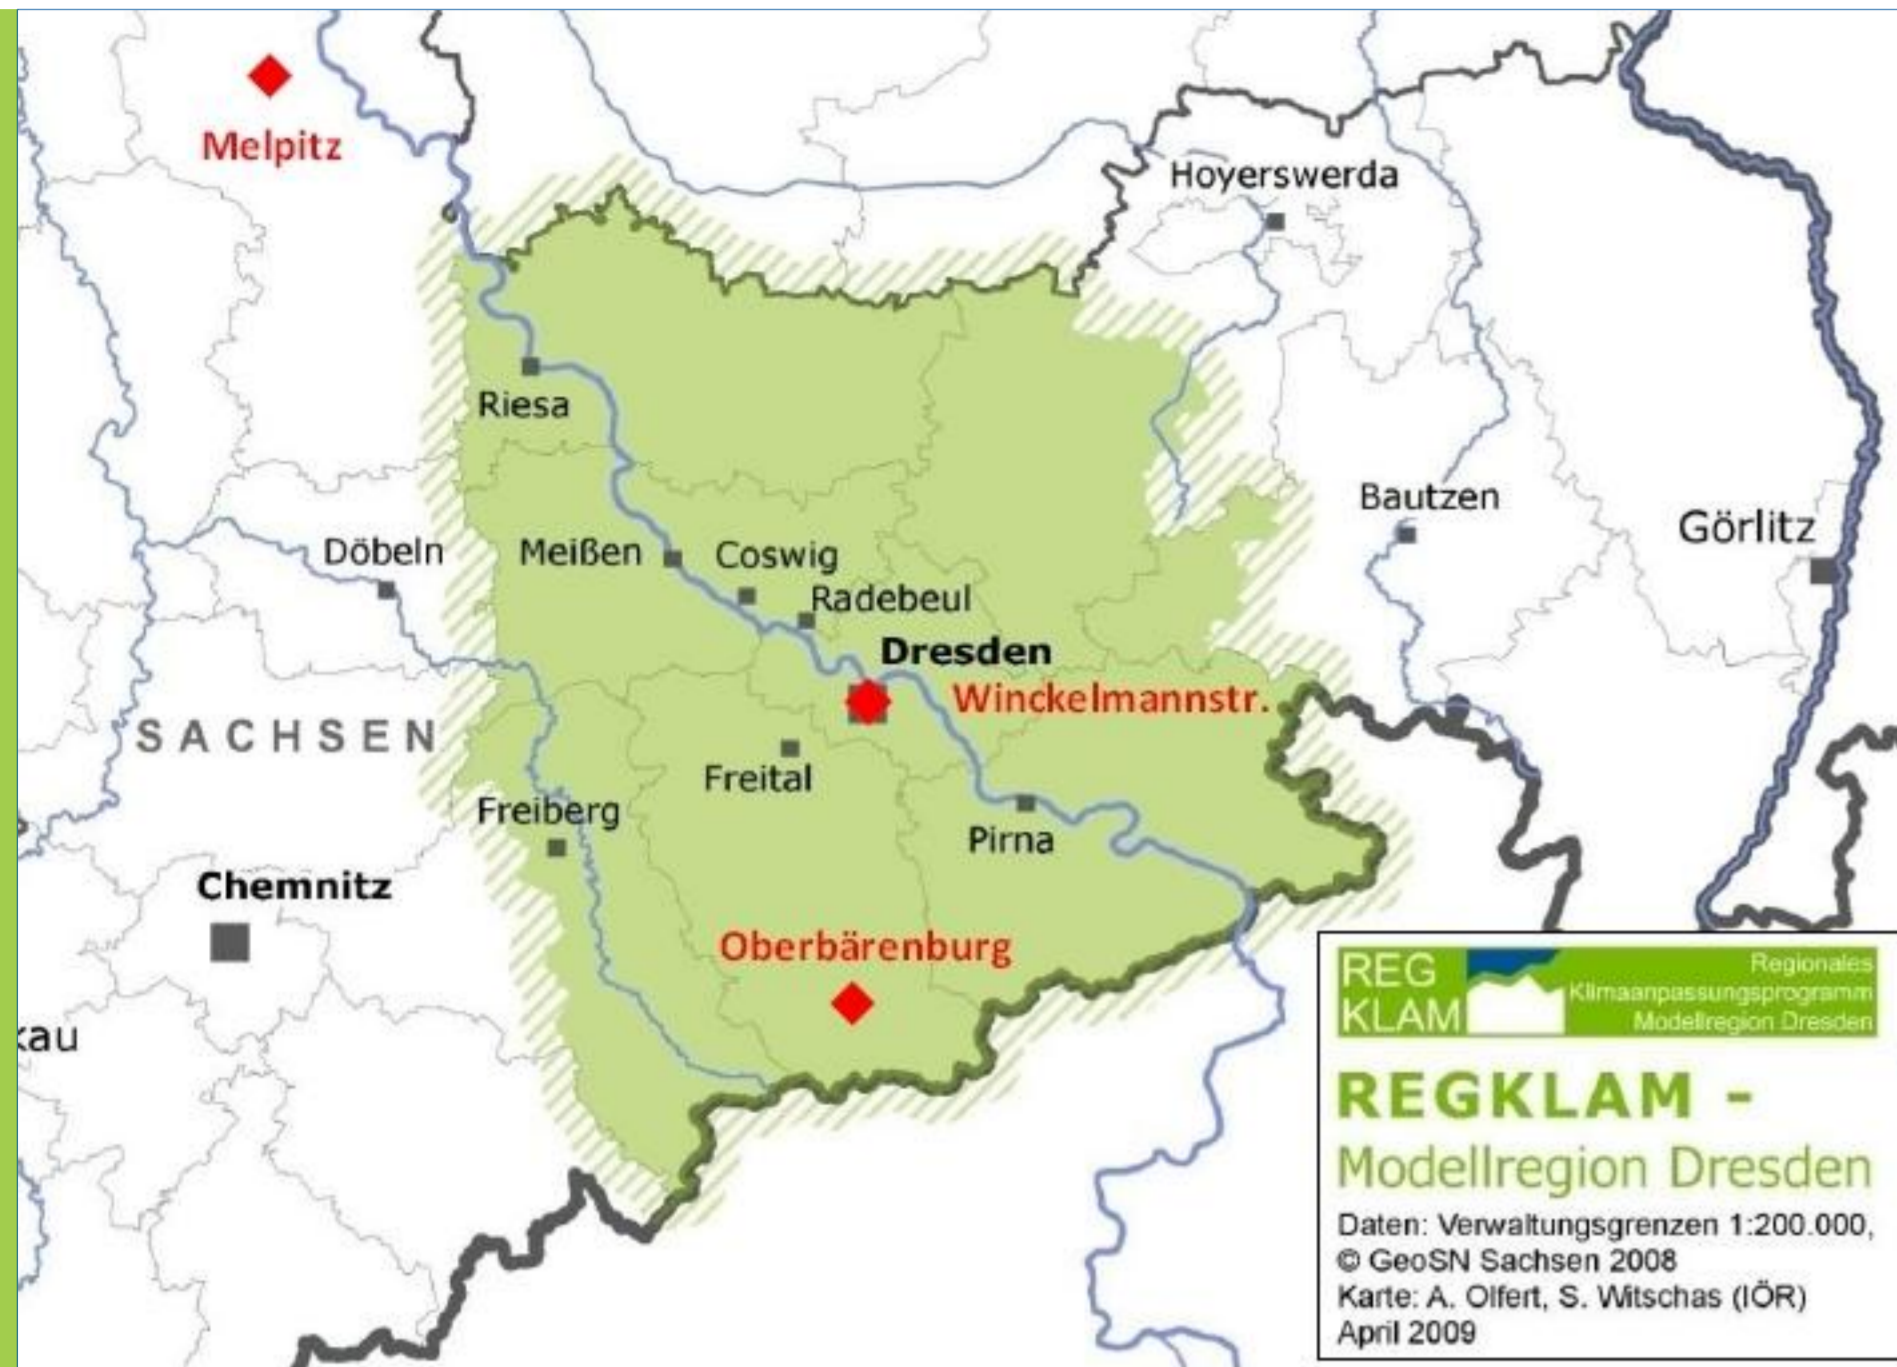 Melpitz
Hoyerswerda
Riesa
Bautzen
Görlitz
Döbeln
Meißen
Coswig
Radebeul
Dresden
Winckelmannstr.
SACHSEN
Freital
Freiberg
Pirna
Chemnitz
Oberbärenburg
kau
REG
KLAM
Regionales
Klimaanpassungsprogramm
Modellregion Dresden
REGKLAM -
Modellregion Dresden
Daten: Verwaltungsgrenzen 1:200.000,
© GeoSN Sachsen 2008
Karte: A. Olfert, S. Witschas (IÖR)
April 2009